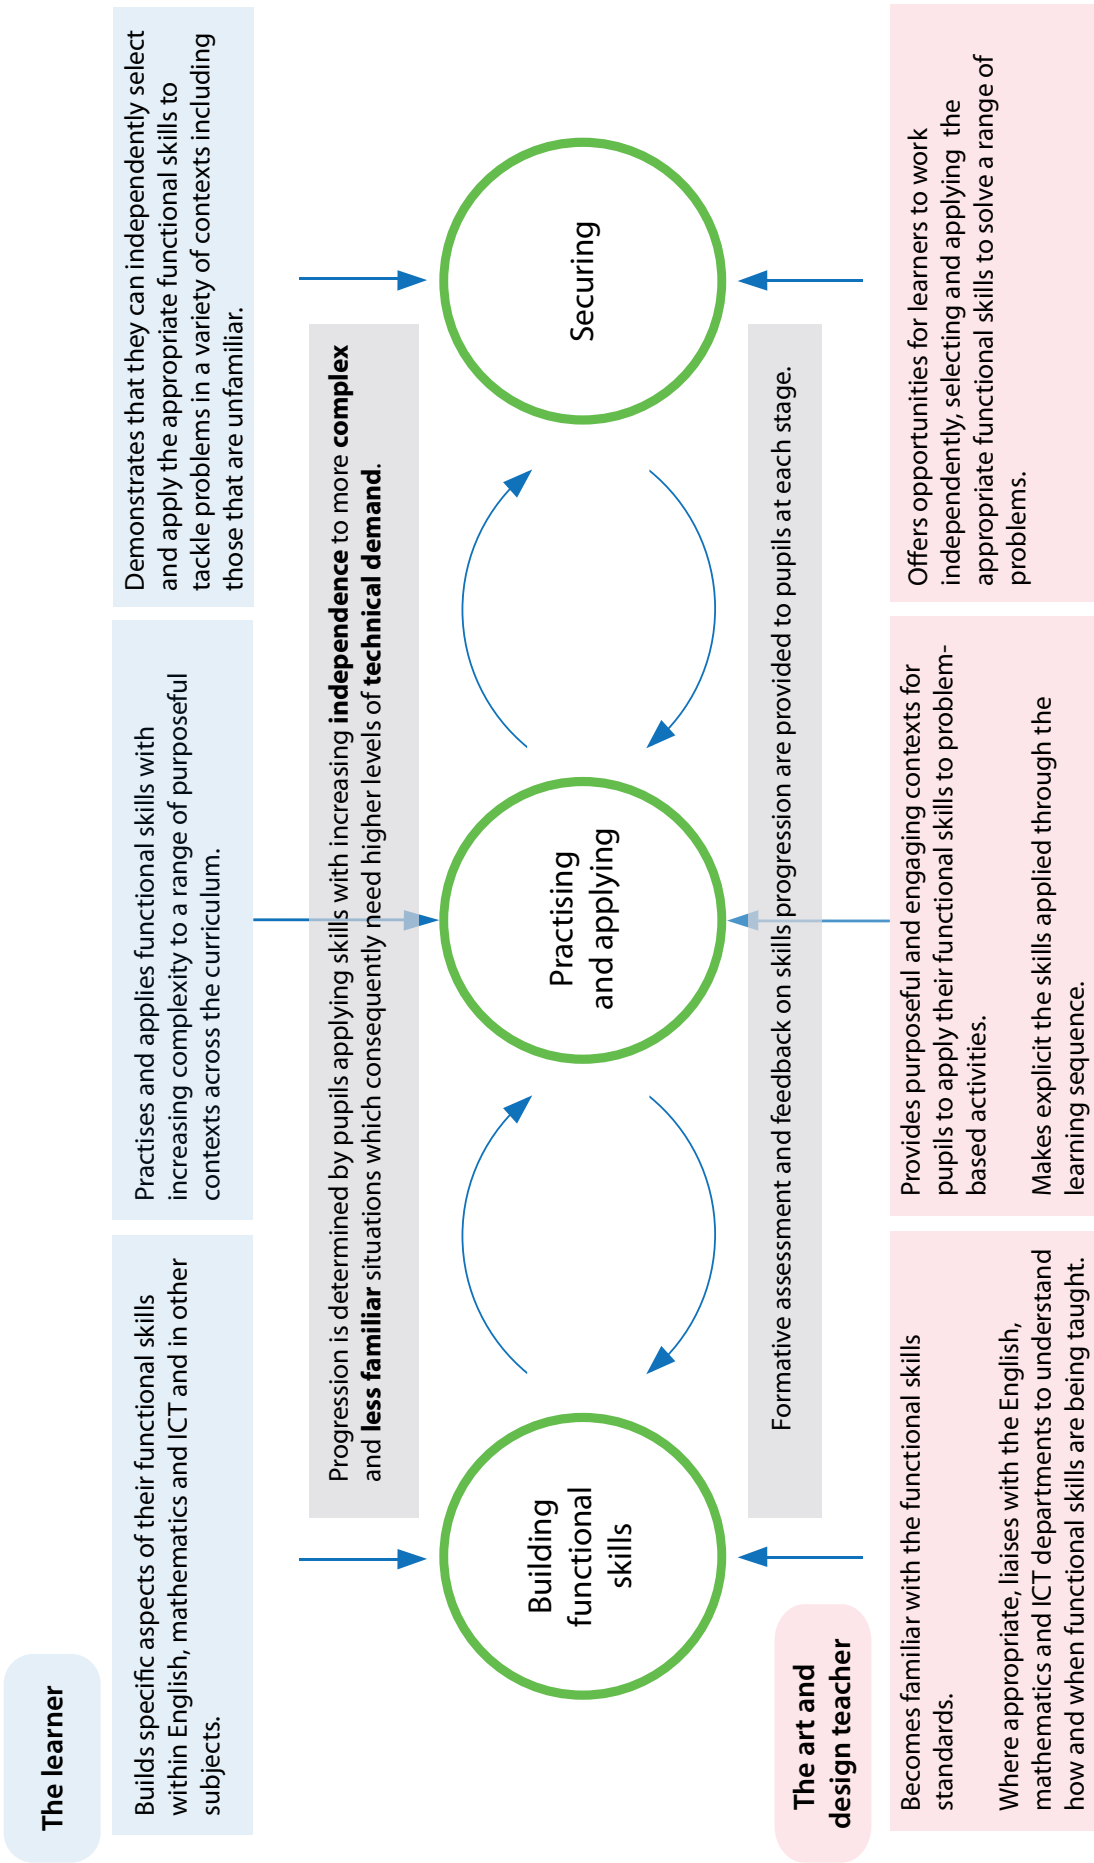 The learner
Builds specific aspects of their functional skills
within English, mathematics and ICT and in other
subjects.
Practises and applies functional skills with
increasing complexity to a range of purposeful
contexts across the curriculum.
Demonstrates that they can independently select
and apply the appropriate functional skills to
tackle problems in a variety of contexts including
those that are unfamiliar.
Progression is determined by pupils applying skills with increasing independence to more complex
and less familiar situations which consequently need higher levels of technical demand.
Building
functional
skills
Practising
and applying
Securing
Formative assessment and feedback on skills progression are provided to pupils at each stage.
The art and
design teacher
Becomes familiar with the functional skills
standards.
Where appropriate, liaises with the English,
mathematics and ICT departments to understand
how and when functional skills are being taught.
Provides purposeful and engaging contexts for
pupils to apply their functional skills to problem-
based activities.
Makes explicit the skills applied through the
learning sequence.
Offers opportunities for learners to work
independently, selecting and applying the
appropriate functional skills to solve a range of
problems.